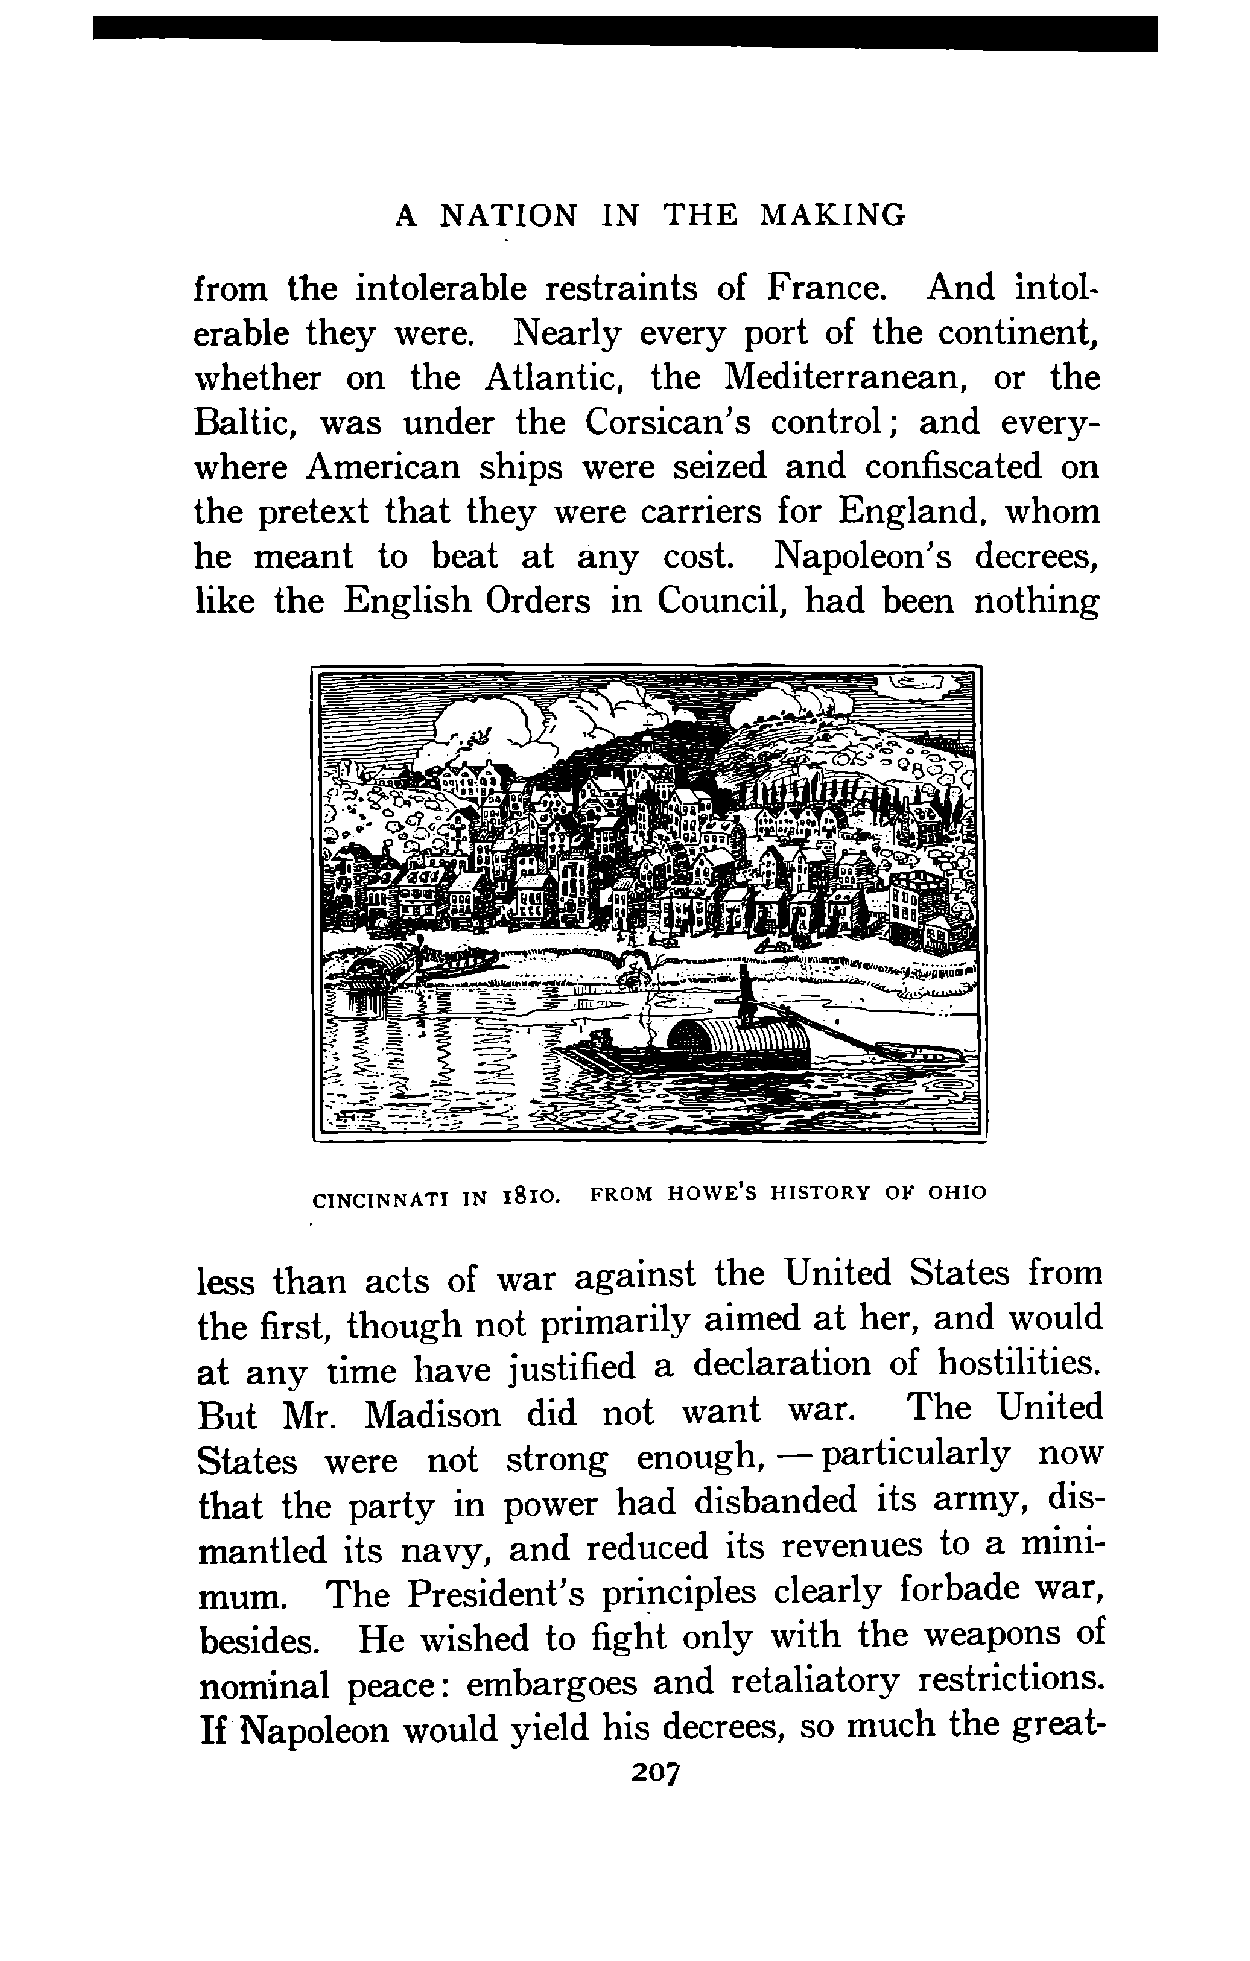 A NATION IN THE MAKING
from the intolerable restraints of France. And intol-
erable they were. Nearly every port of the continent,
whether on the Atlantic, the Mediterranean, or the
Baltic, was under the Corsican's control; and every-
where American ships were seized and confiscated on
the pretext that they were carriers for England, whom
he meant to beat at any cost. Napoleon's decrees,
like the English Orders in Council, had been nothing
CINCINNATI IN 1810. FROM HOWE'S HISTORY OF OHIO
less than acts of war against the United States from
the first, though not primarily aimed at her, and would
at any time have justified a declaration of hostilities.
But Mr. Madison did not want war. The United
States were not strong enough, — particularly now
that the party in power had disbanded its army, dis-
mantled its navy, and reduced its revenues to a mini-
mum. The President's principles clearly forbade war,
besides. He wished to fight only with the weapons of
nominal peace: embargoes and retaliatory restrictions.
If Napoleon would yield his decrees, so much the great-
207